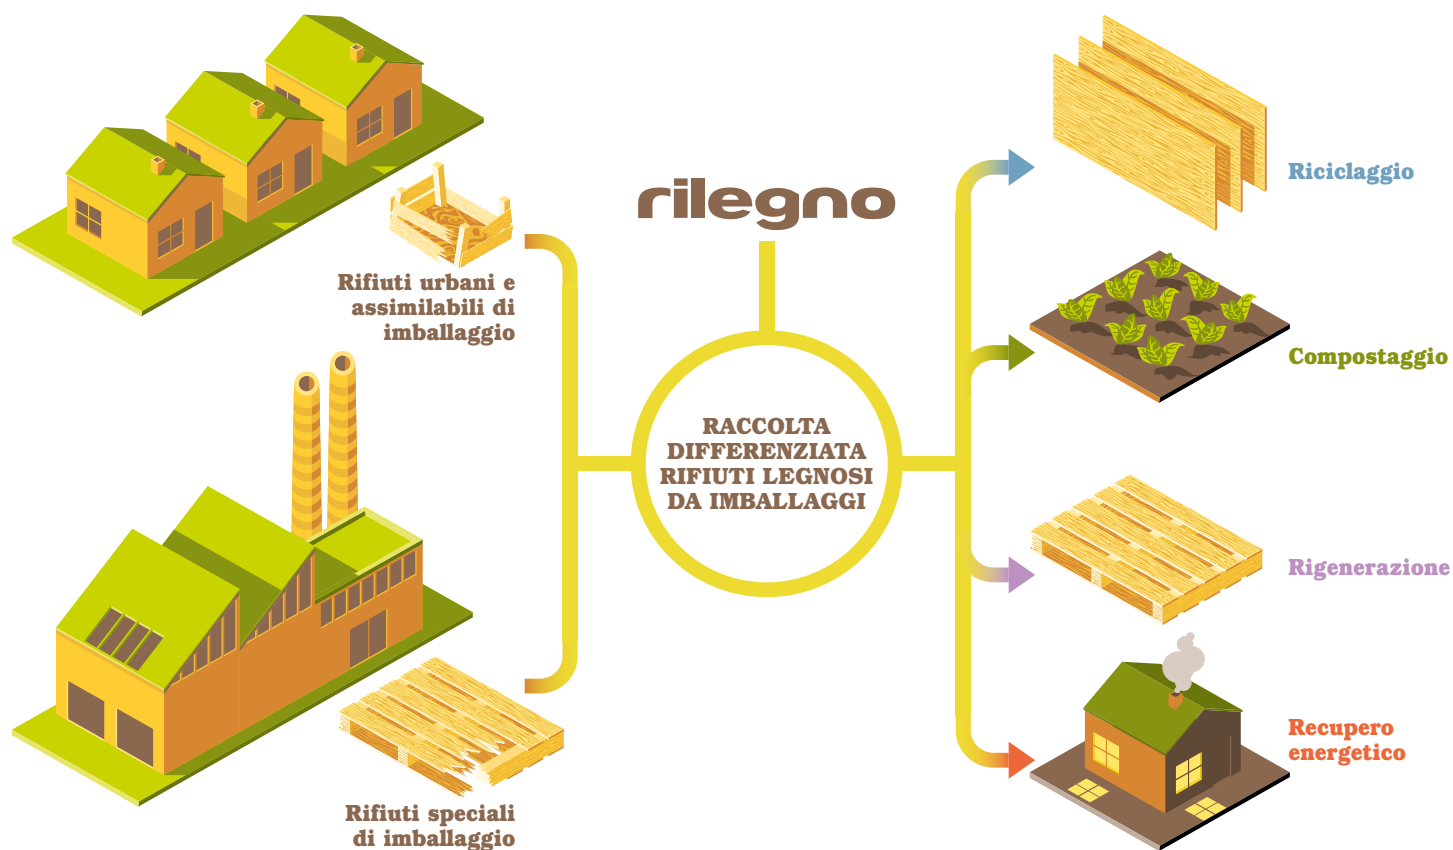 rilegno
Rifiuti urbani e
assimilabili di
imballaggio
RACCOLTA
DIFFERENZIATA
RIFIUTI LEGNOSI
DA IMBALLAGGI
Rifiuti speciali
di imballaggio
Riciclaggio
Compostaggio
Rigenerazione
Recupero
energetico